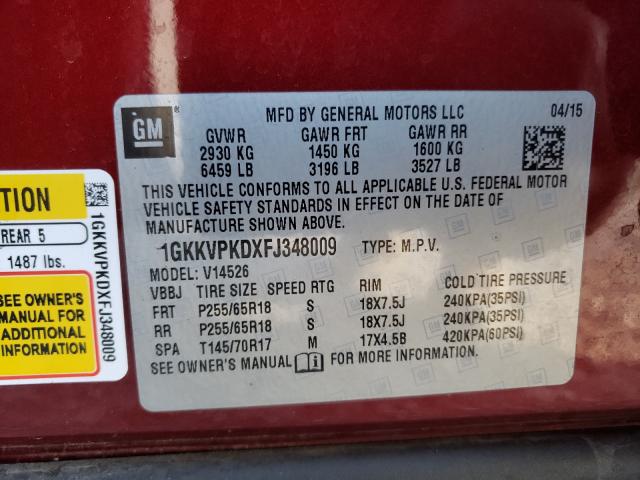 GM
®
MFD BY GENERAL MOTORS LLC 04/15
GVWR GAWR FRT GAWR RR
2930 KG 1450 KG 1600 KG
6459 LB 3196 LB 3527 LB
THIS VEHICLE CONFORMS TO ALL APPLICABLE U.S. FEDERAL MOTOR
VEHICLE SAFETY STANDARDS IN EFFECT ON THE DATE OF
MANUFACTURE SHOWN ABOVE.
1GKKVPKDXFJ348009 TYPE: M.P.V.
MODEL: V14526
VBBJ TIRE SIZE SPEED RTG RIM COLD TIRE PRESSURE
FRT P255/65R18 S 18X7.5J 240KPA(35PSI)
RR P255/65R18 S 18X7.5J 240KPA(35PSI)
SPA T145/70R17 M 17X4.5B 420KPA(60PSI)
SEE OWNER'S MANUAL i FOR MORE INFORMATION.
TION
REAR 5
1487 lbs.
SEE OWNER'S
MANUAL FOR
ADDITIONAL
INFORMATION
1GKKVPKDXFJ348009